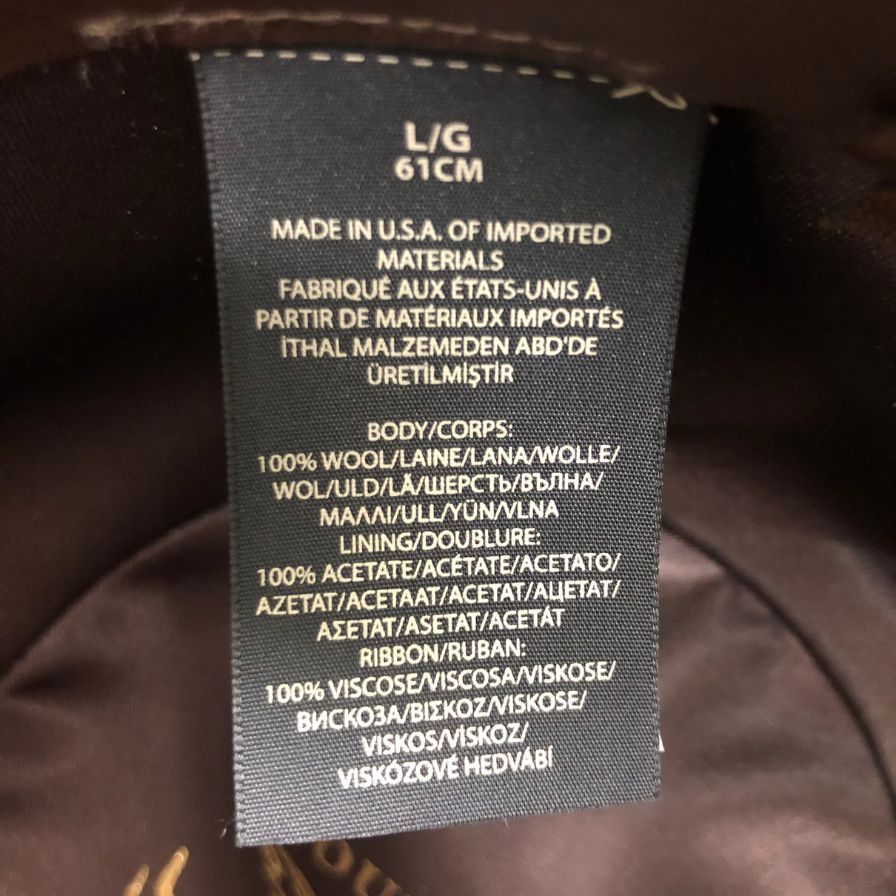 L/G
61CM
MADE IN U.S.A. OF IMPORTED
MATERIALS
FABRIQUÉ AUX ÉTATS-UNIS À
PARTIR DE MATÉRIAUX IMPORTÉS
İTHAL MALZEMEDEN ABD'DE
ÜRETİLMİŞTİR
BODY/CORPS:
100% WOOL/LAINE/LANA/WOLLE/
WOL/ULD/LÃ/ШЕРСТЬ/ВЪЛНА/
ΜΑΛΛΙ/ULL/YÜN/VLNA
LINING/DOUBLURE:
100% ACETATE/ACÉTATE/ACETATO/
AZETAT/ACETAAT/ACETAT/АЦЕТАТ/
ΑΣΕΤΑΤ/ASETAT/ACETÁT
RIBBON/RUBAN:
100% VISCOSE/VISCOSA/VISKOSE/
ВИСКОЗА/ΒΙΣΚΟΖ/VISKOSE/
VISKOS/VİSKOZ/
VISKÓZOVÉ HEDVÁBÍ